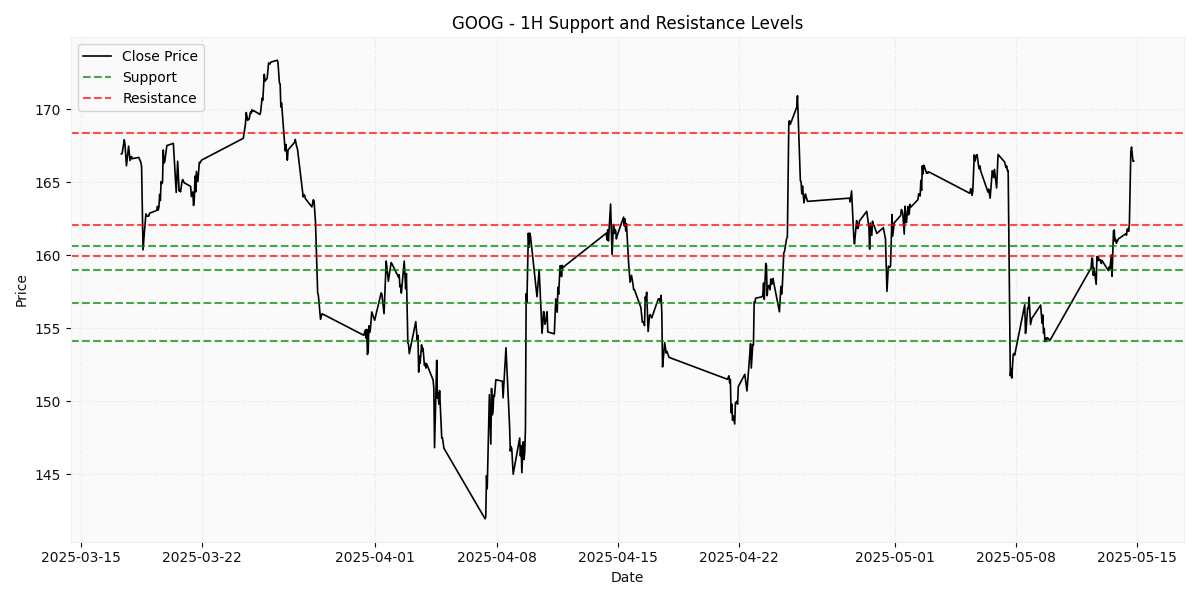 GOOG - 1H Support and Resistance Levels
Close Price
Support
Resistance
Price
170
165
160
155
150
145
2025-03-15 2025-03-22 2025-04-01 2025-04-08 2025-04-15 2025-04-22 2025-05-01 2025-05-08 2025-05-15
Date